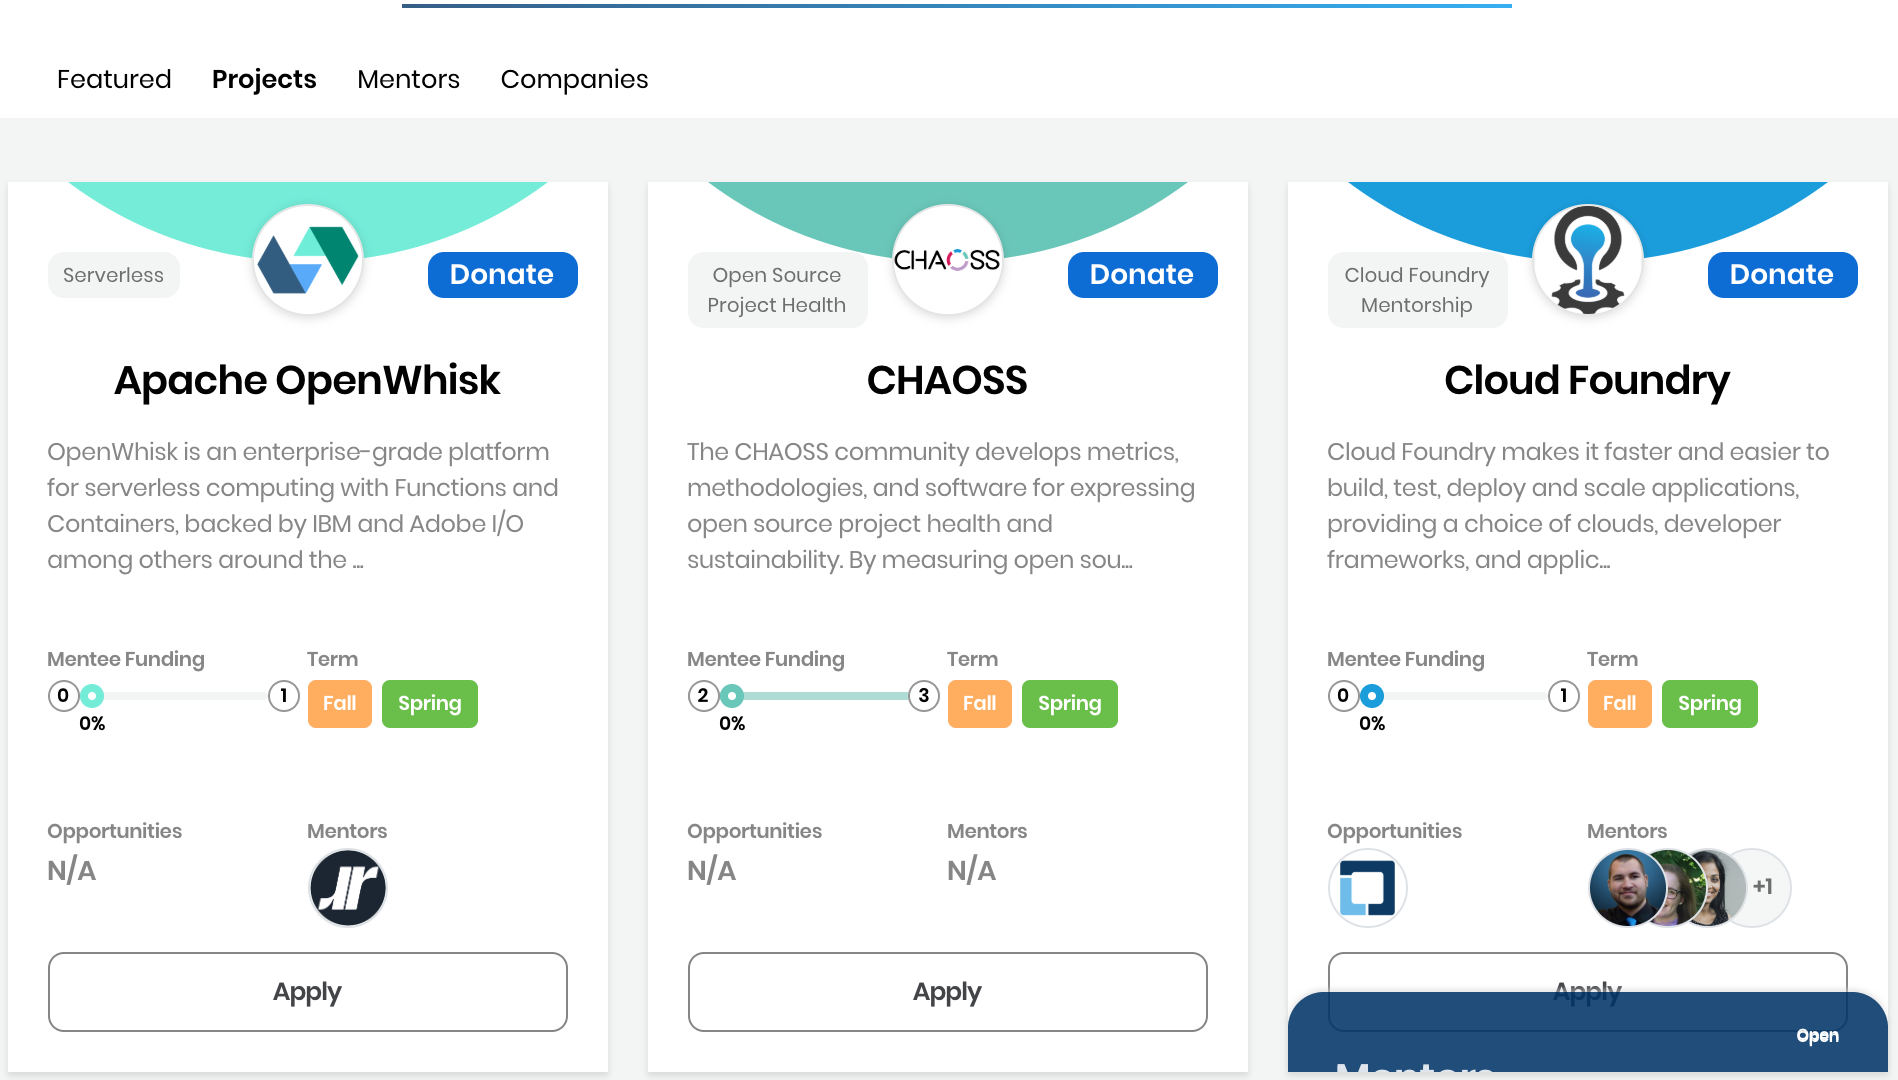 Featured Projects Mentors Companies
Serverless
Donate
Apache OpenWhisk
OpenWhisk is an enterprise-grade platform
for serverless computing with Functions and
Containers, backed by IBM and Adobe I/O
among others around the ...
Mentee Funding Term
0 1 Fall Spring
0%
Opportunities Mentors
N/A
Apply
Open Source
Project Health
CHAOSS
Donate
CHAOSS
The CHAOSS community develops metrics,
methodologies, and software for expressing
open source project health and
sustainability. By measuring open sou...
Mentee Funding Term
2 3 Fall Spring
0%
Opportunities Mentors
N/A N/A
Apply
Cloud Foundry
Mentorship
Donate
Cloud Foundry
Cloud Foundry makes it faster and easier to
build, test, deploy and scale applications,
providing a choice of clouds, developer
frameworks, and applic...
Mentee Funding Term
0 1 Fall Spring
0%
Opportunities Mentors
+1
Apply
Open
Mentors